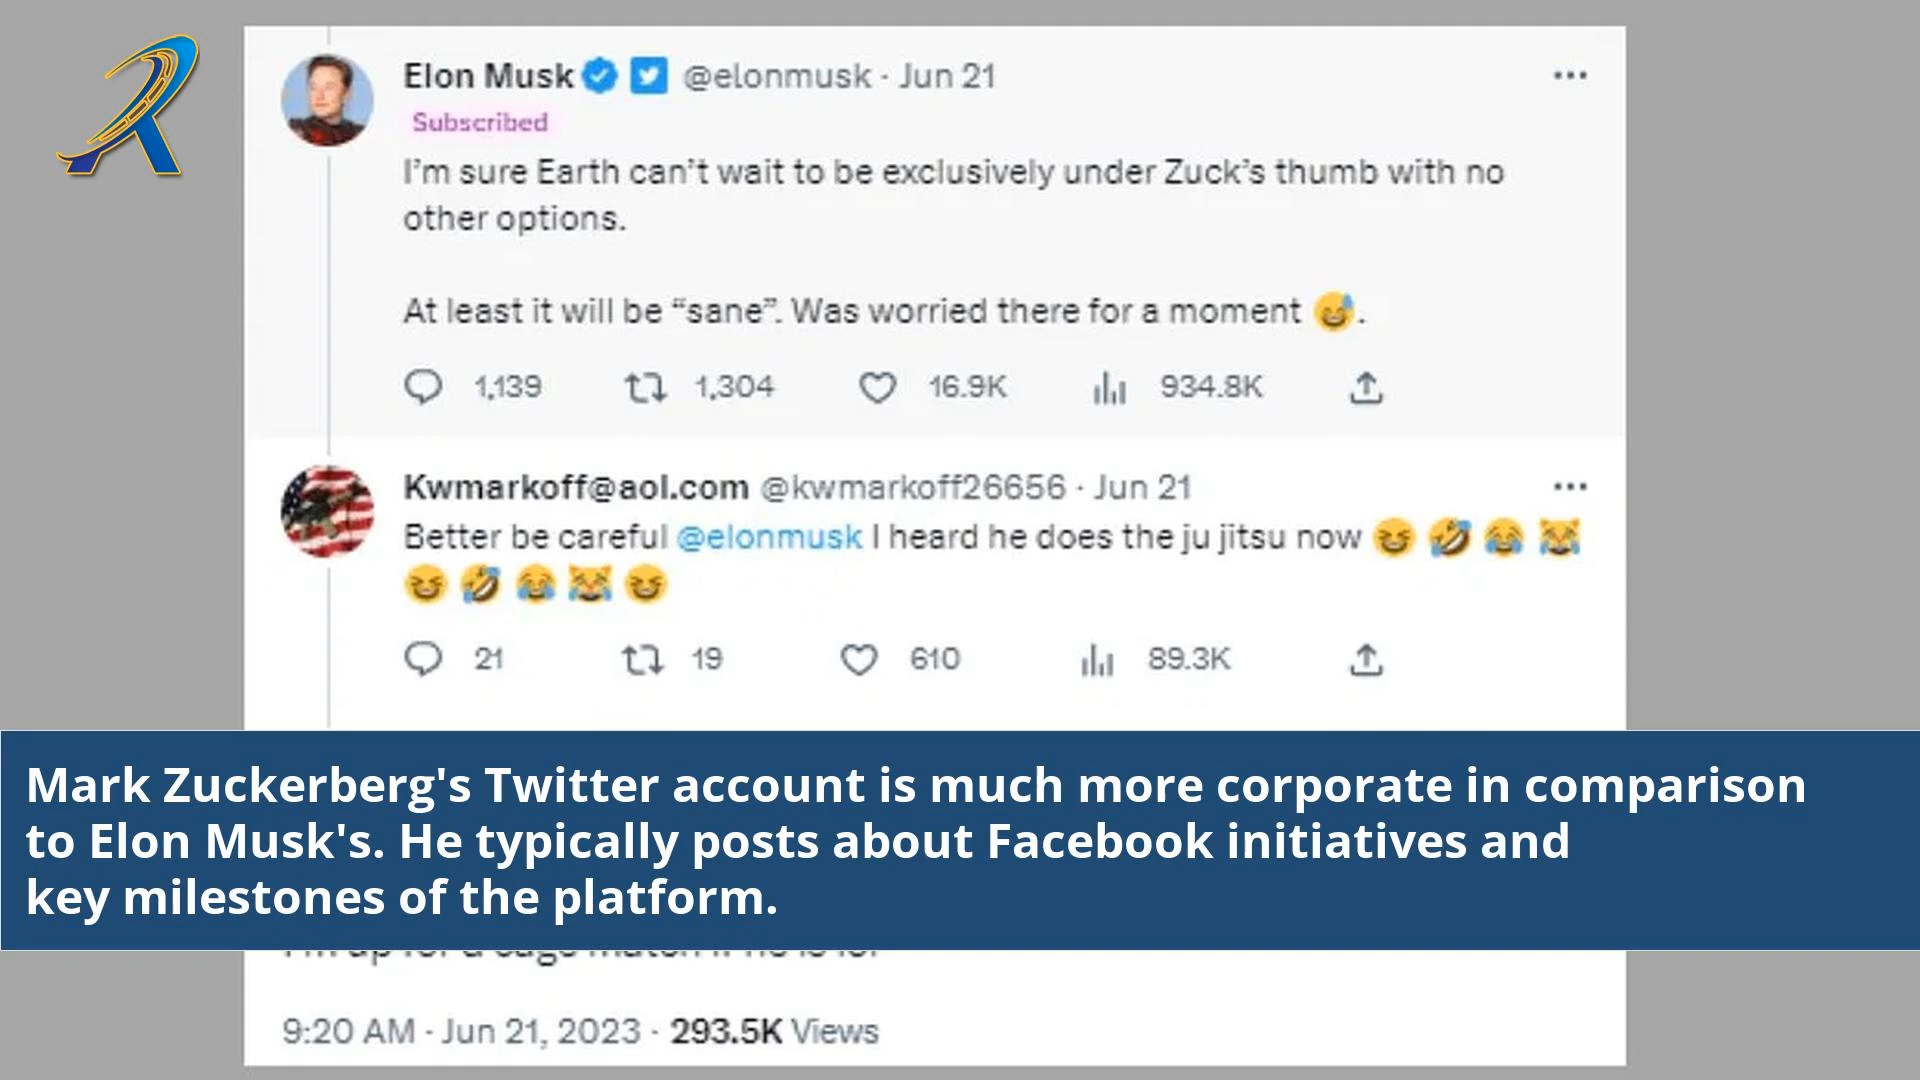 Elon Musk @elonmusk · Jun 21
Subscribed
I’m sure Earth can’t wait to be exclusively under Zuck’s thumb with no
other options.
At least it will be “sane”. Was worried there for a moment 😅.
1,139 1,304 16.9K 934.8K
Kwmarkoff@aol.com @kwmarkoff26656 · Jun 21
Better be careful @elonmusk I heard he does the ju jitsu now 😆 🤣 😂 😹
😆 🤣 😂 😹 😆
21 19 610 89.3K
Mark Zuckerberg's Twitter account is much more corporate in comparison
to Elon Musk's. He typically posts about Facebook initiatives and
key milestones of the platform.
9:20 AM · Jun 21, 2023 · 293.5K Views